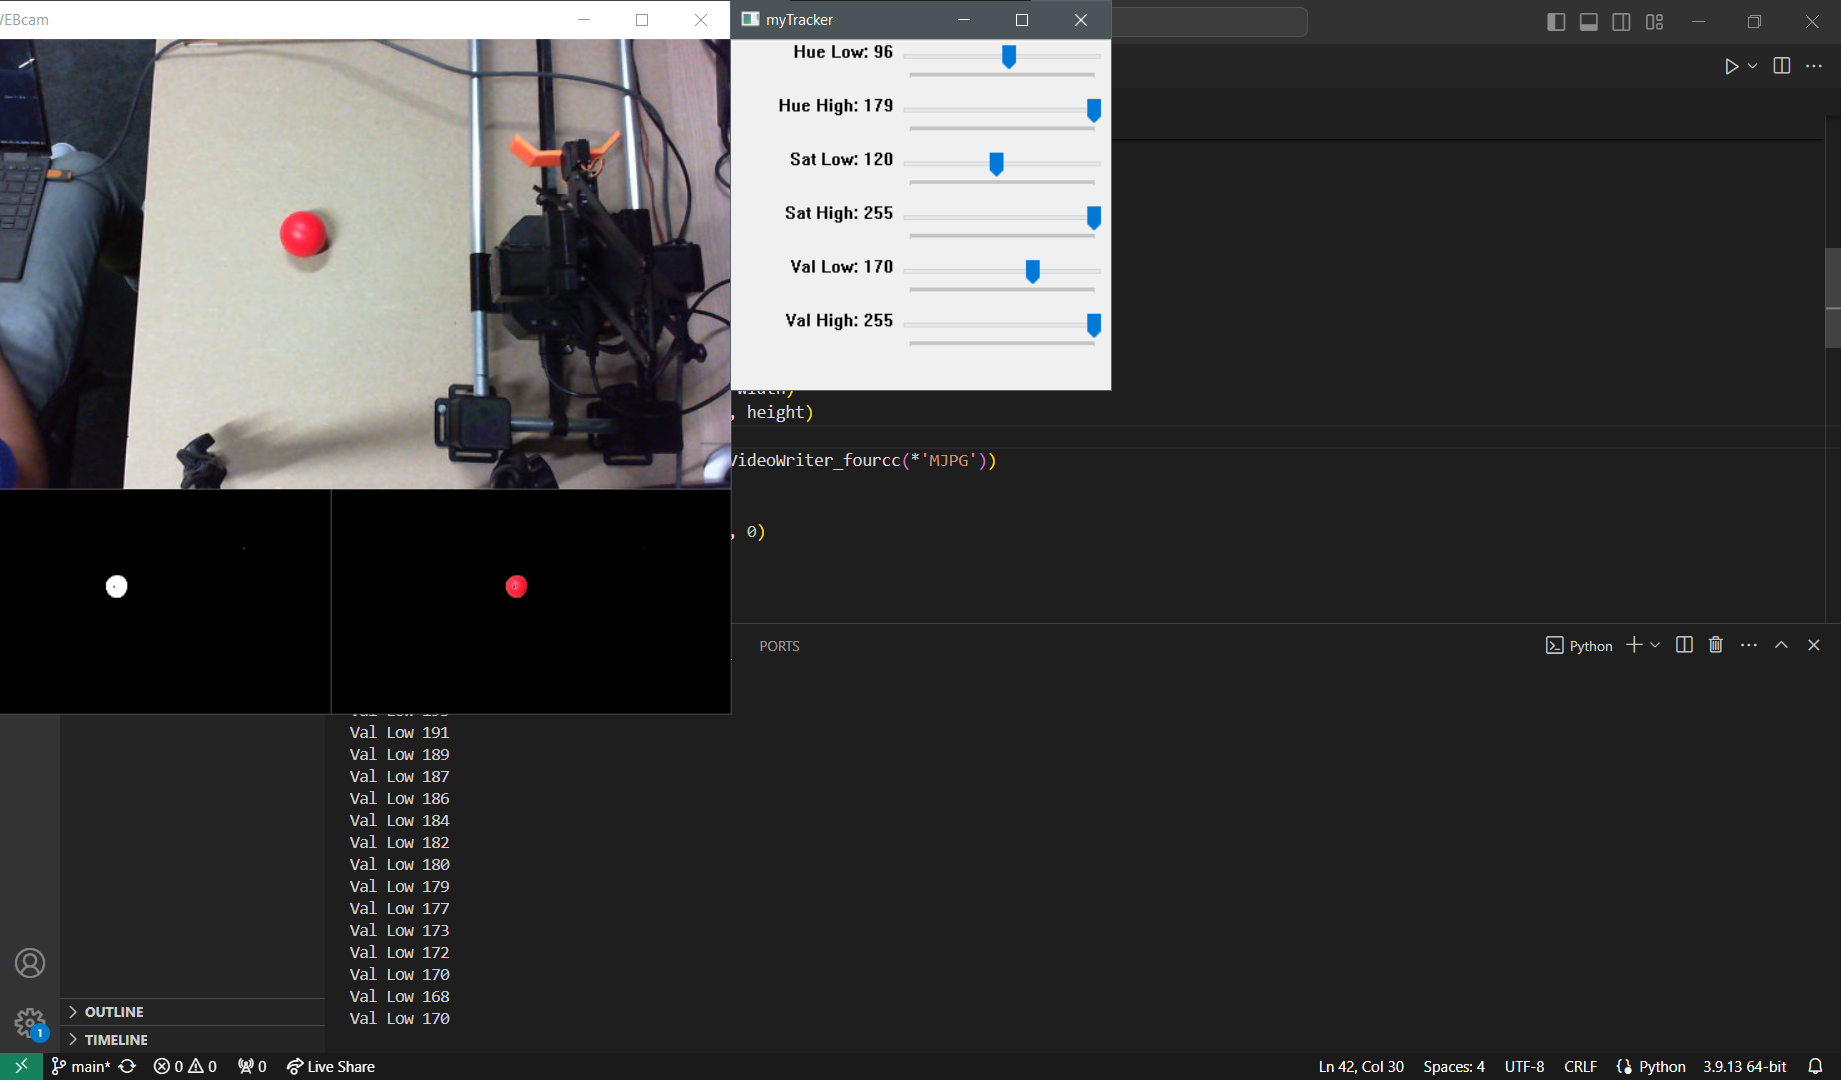 WEBcam
myTracker
Hue Low: 96
Hue High: 179
Sat Low: 120
Sat High: 255
Val Low: 170
Val High: 255
width)
, height)
VideoWriter_fourcc(*'MJPG'))
, 0)
PORTS
Python
Val Low 191
Val Low 189
Val Low 187
Val Low 186
Val Low 184
Val Low 182
Val Low 180
Val Low 179
Val Low 177
Val Low 173
Val Low 172
Val Low 170
Val Low 168
Val Low 170
OUTLINE
1
TIMELINE
main* 0 0 0 Live Share Ln 42, Col 30 Spaces: 4 UTF-8 CRLF Python 3.9.13 64-bit